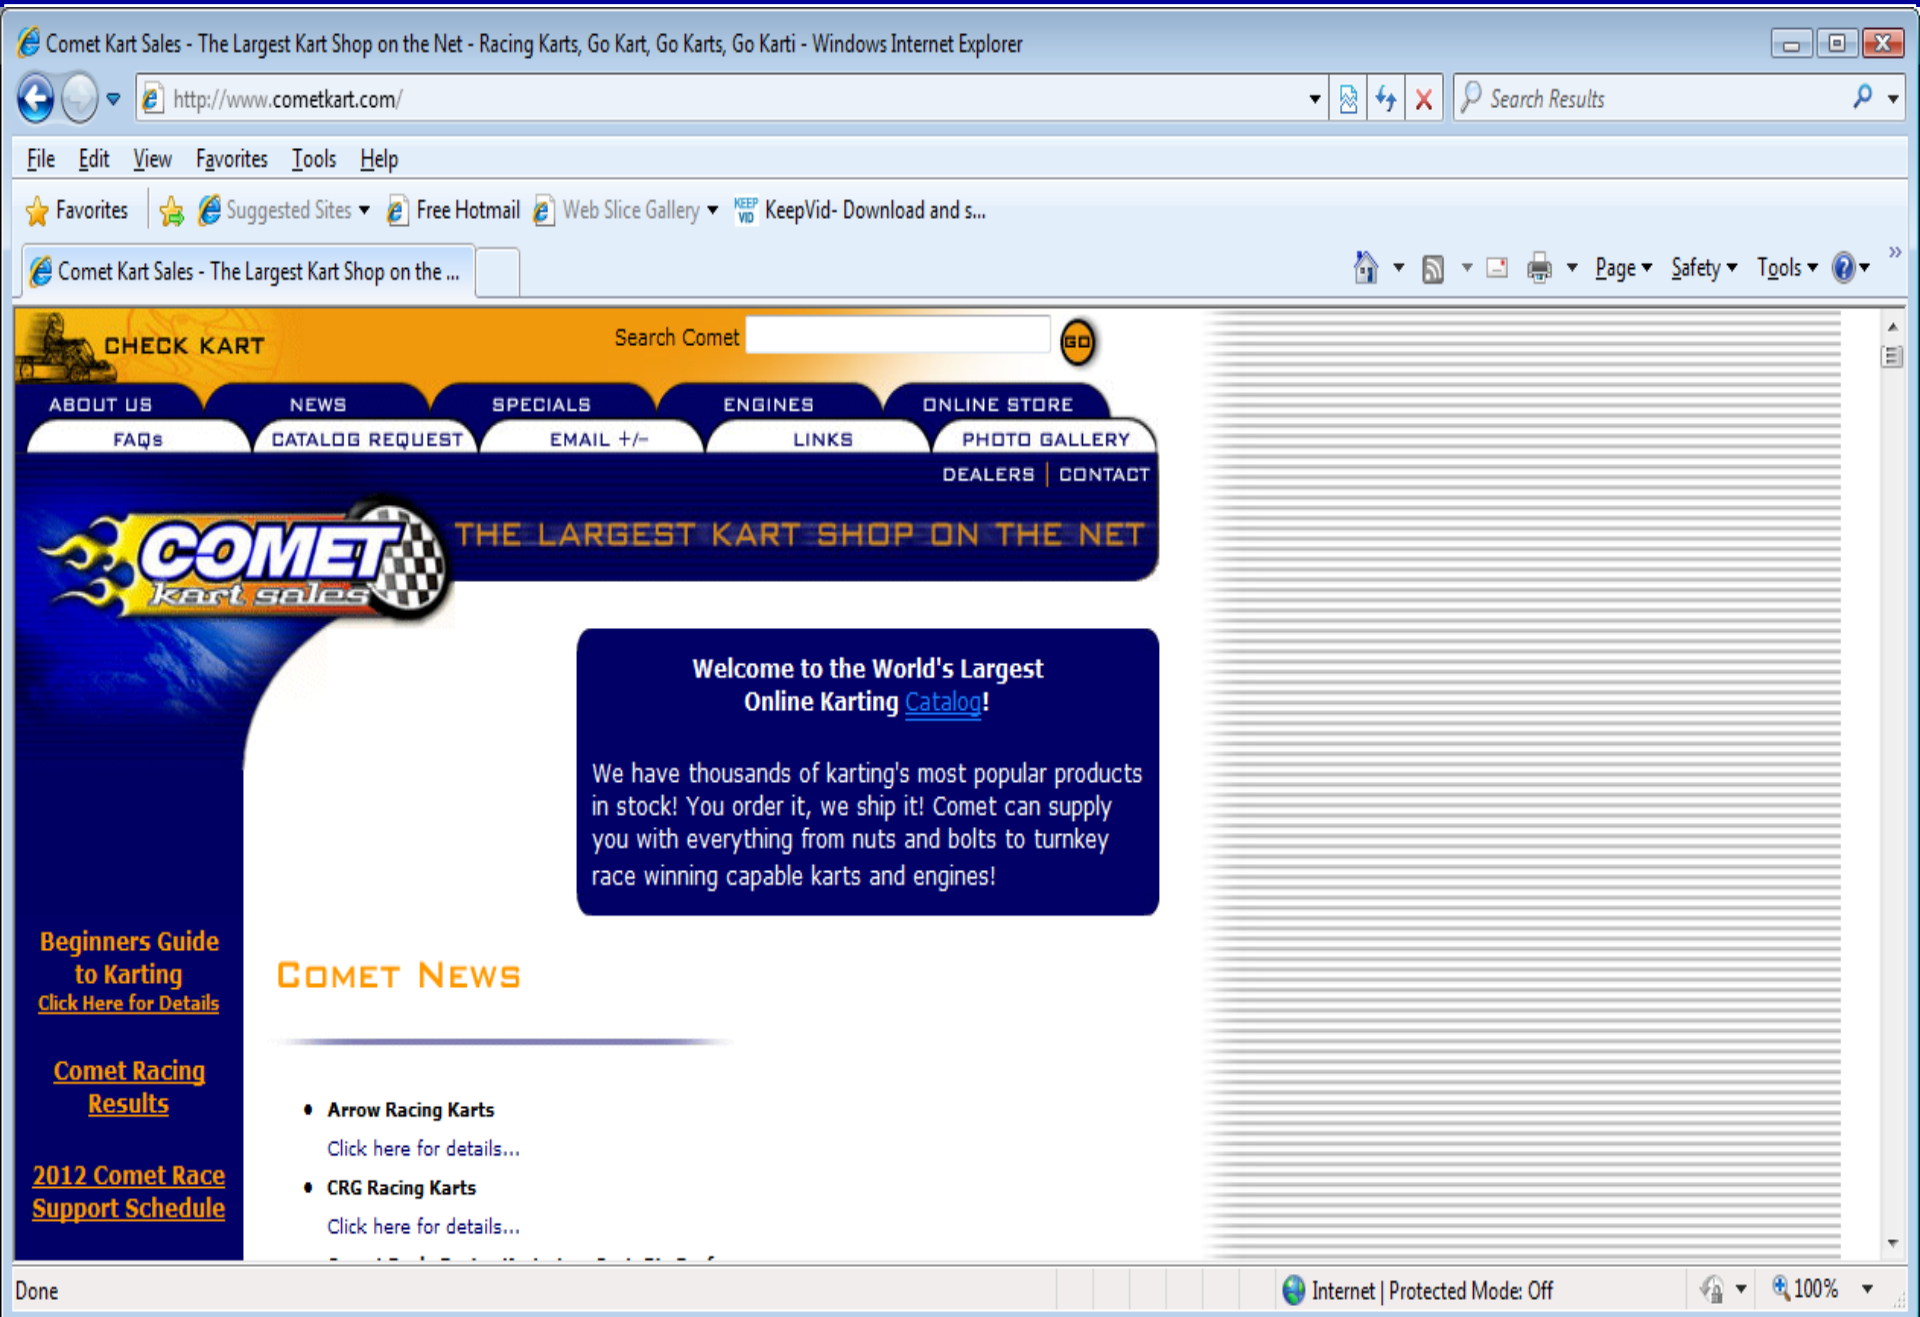 Comet Kart Sales - The Largest Kart Shop on the Net - Racing Karts, Go Kart, Go Karts, Go Karti - Windows Internet Explorer
http://www.cometkart.com/
Search Results
File Edit View Favorites Tools Help
Favorites Suggested Sites Free Hotmail Web Slice Gallery KEEP VID KeepVid- Download and s...
Comet Kart Sales - The Largest Kart Shop on the ... Page Safety Tools
CHECK KART Search Comet GO
ABOUT US NEWS SPECIALS ENGINES ONLINE STORE
FAQs CATALOG REQUEST EMAIL +/- LINKS PHOTO GALLERY
DEALERS | CONTACT
COMET
kart sales
THE LARGEST KART SHOP ON THE NET
Welcome to the World's Largest
Online Karting Catalog!
We have thousands of karting's most popular products
in stock! You order it, we ship it! Comet can supply
you with everything from nuts and bolts to turnkey
race winning capable karts and engines!
Beginners Guide
to Karting
Click Here for Details
Comet Racing
Results
2012 Comet Race
Support Schedule
COMET NEWS
Arrow Racing Karts
Click here for details...
CRG Racing Karts
Click here for details...
Done Internet | Protected Mode: Off 100%